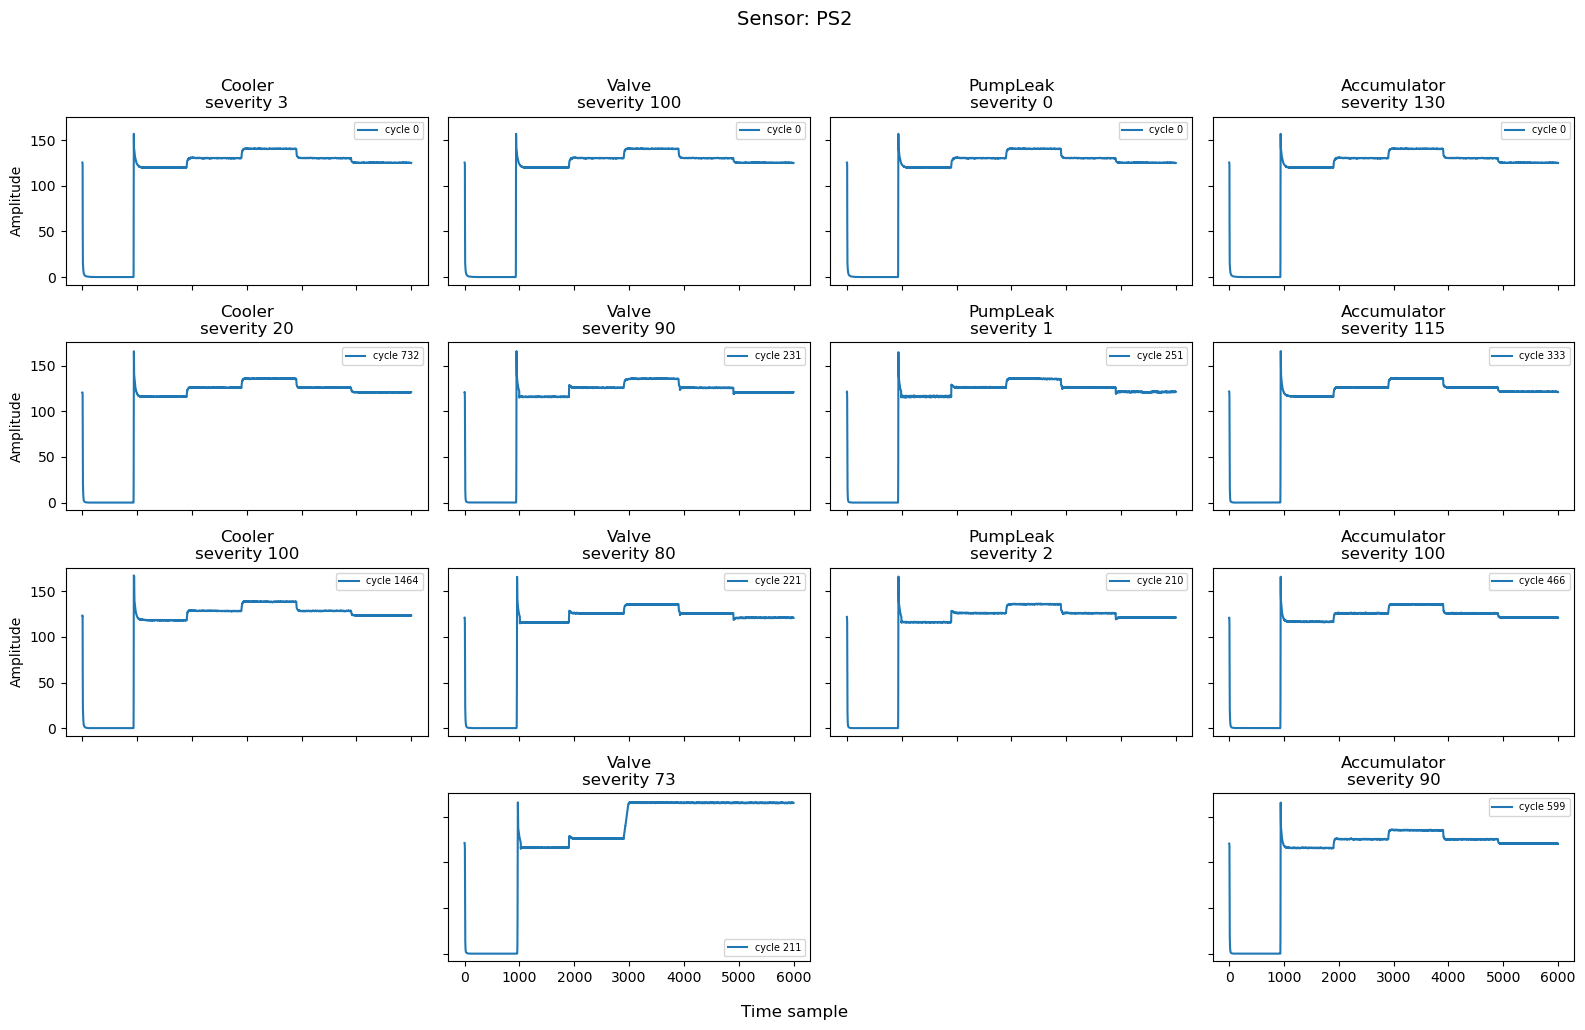 Sensor: PS2
Cooler
severity 3
Valve
severity 100
PumpLeak
severity 0
Accumulator
severity 130
cycle 0
cycle 0
cycle 0
cycle 0
150
100
50
0
Amplitude
Cooler
severity 20
Valve
severity 90
PumpLeak
severity 1
Accumulator
severity 115
cycle 732
cycle 231
cycle 251
cycle 333
150
100
50
0
Amplitude
Cooler
severity 100
Valve
severity 80
PumpLeak
severity 2
Accumulator
severity 100
cycle 1464
cycle 221
cycle 210
cycle 466
150
100
50
0
Amplitude
Valve
severity 73
Accumulator
severity 90
cycle 211
cycle 599
0 1000 2000 3000 4000 5000 6000
0 1000 2000 3000 4000 5000 6000
Time sample